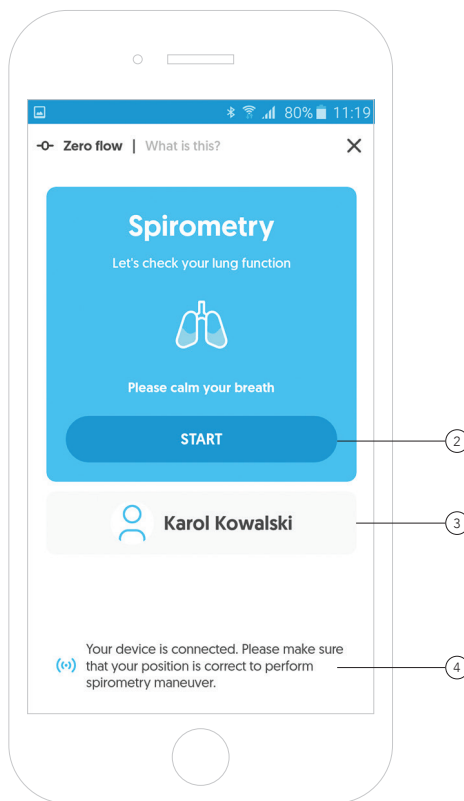 80% 11:19
-0- Zero flow | What is this?
Spirometry
Let's check your lung function
Please calm your breath
START
2
Karol Kowalski
3
Your device is connected. Please make sure
that your position is correct to perform
4
spirometry maneuver.